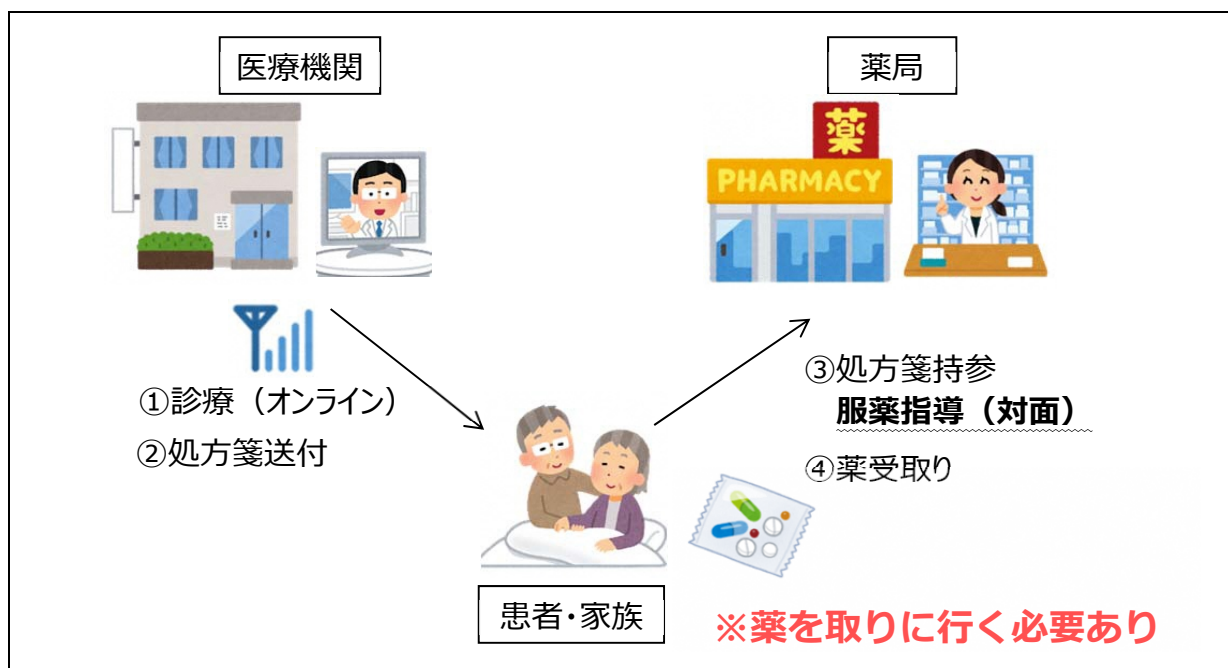 医療機関
薬局
薬
PHARMACY
①診療（オンライン）
②処方箋送付
③処方箋持参
服薬指導（対面）
④薬受取り
患者・家族
※薬を取りに行く必要あり